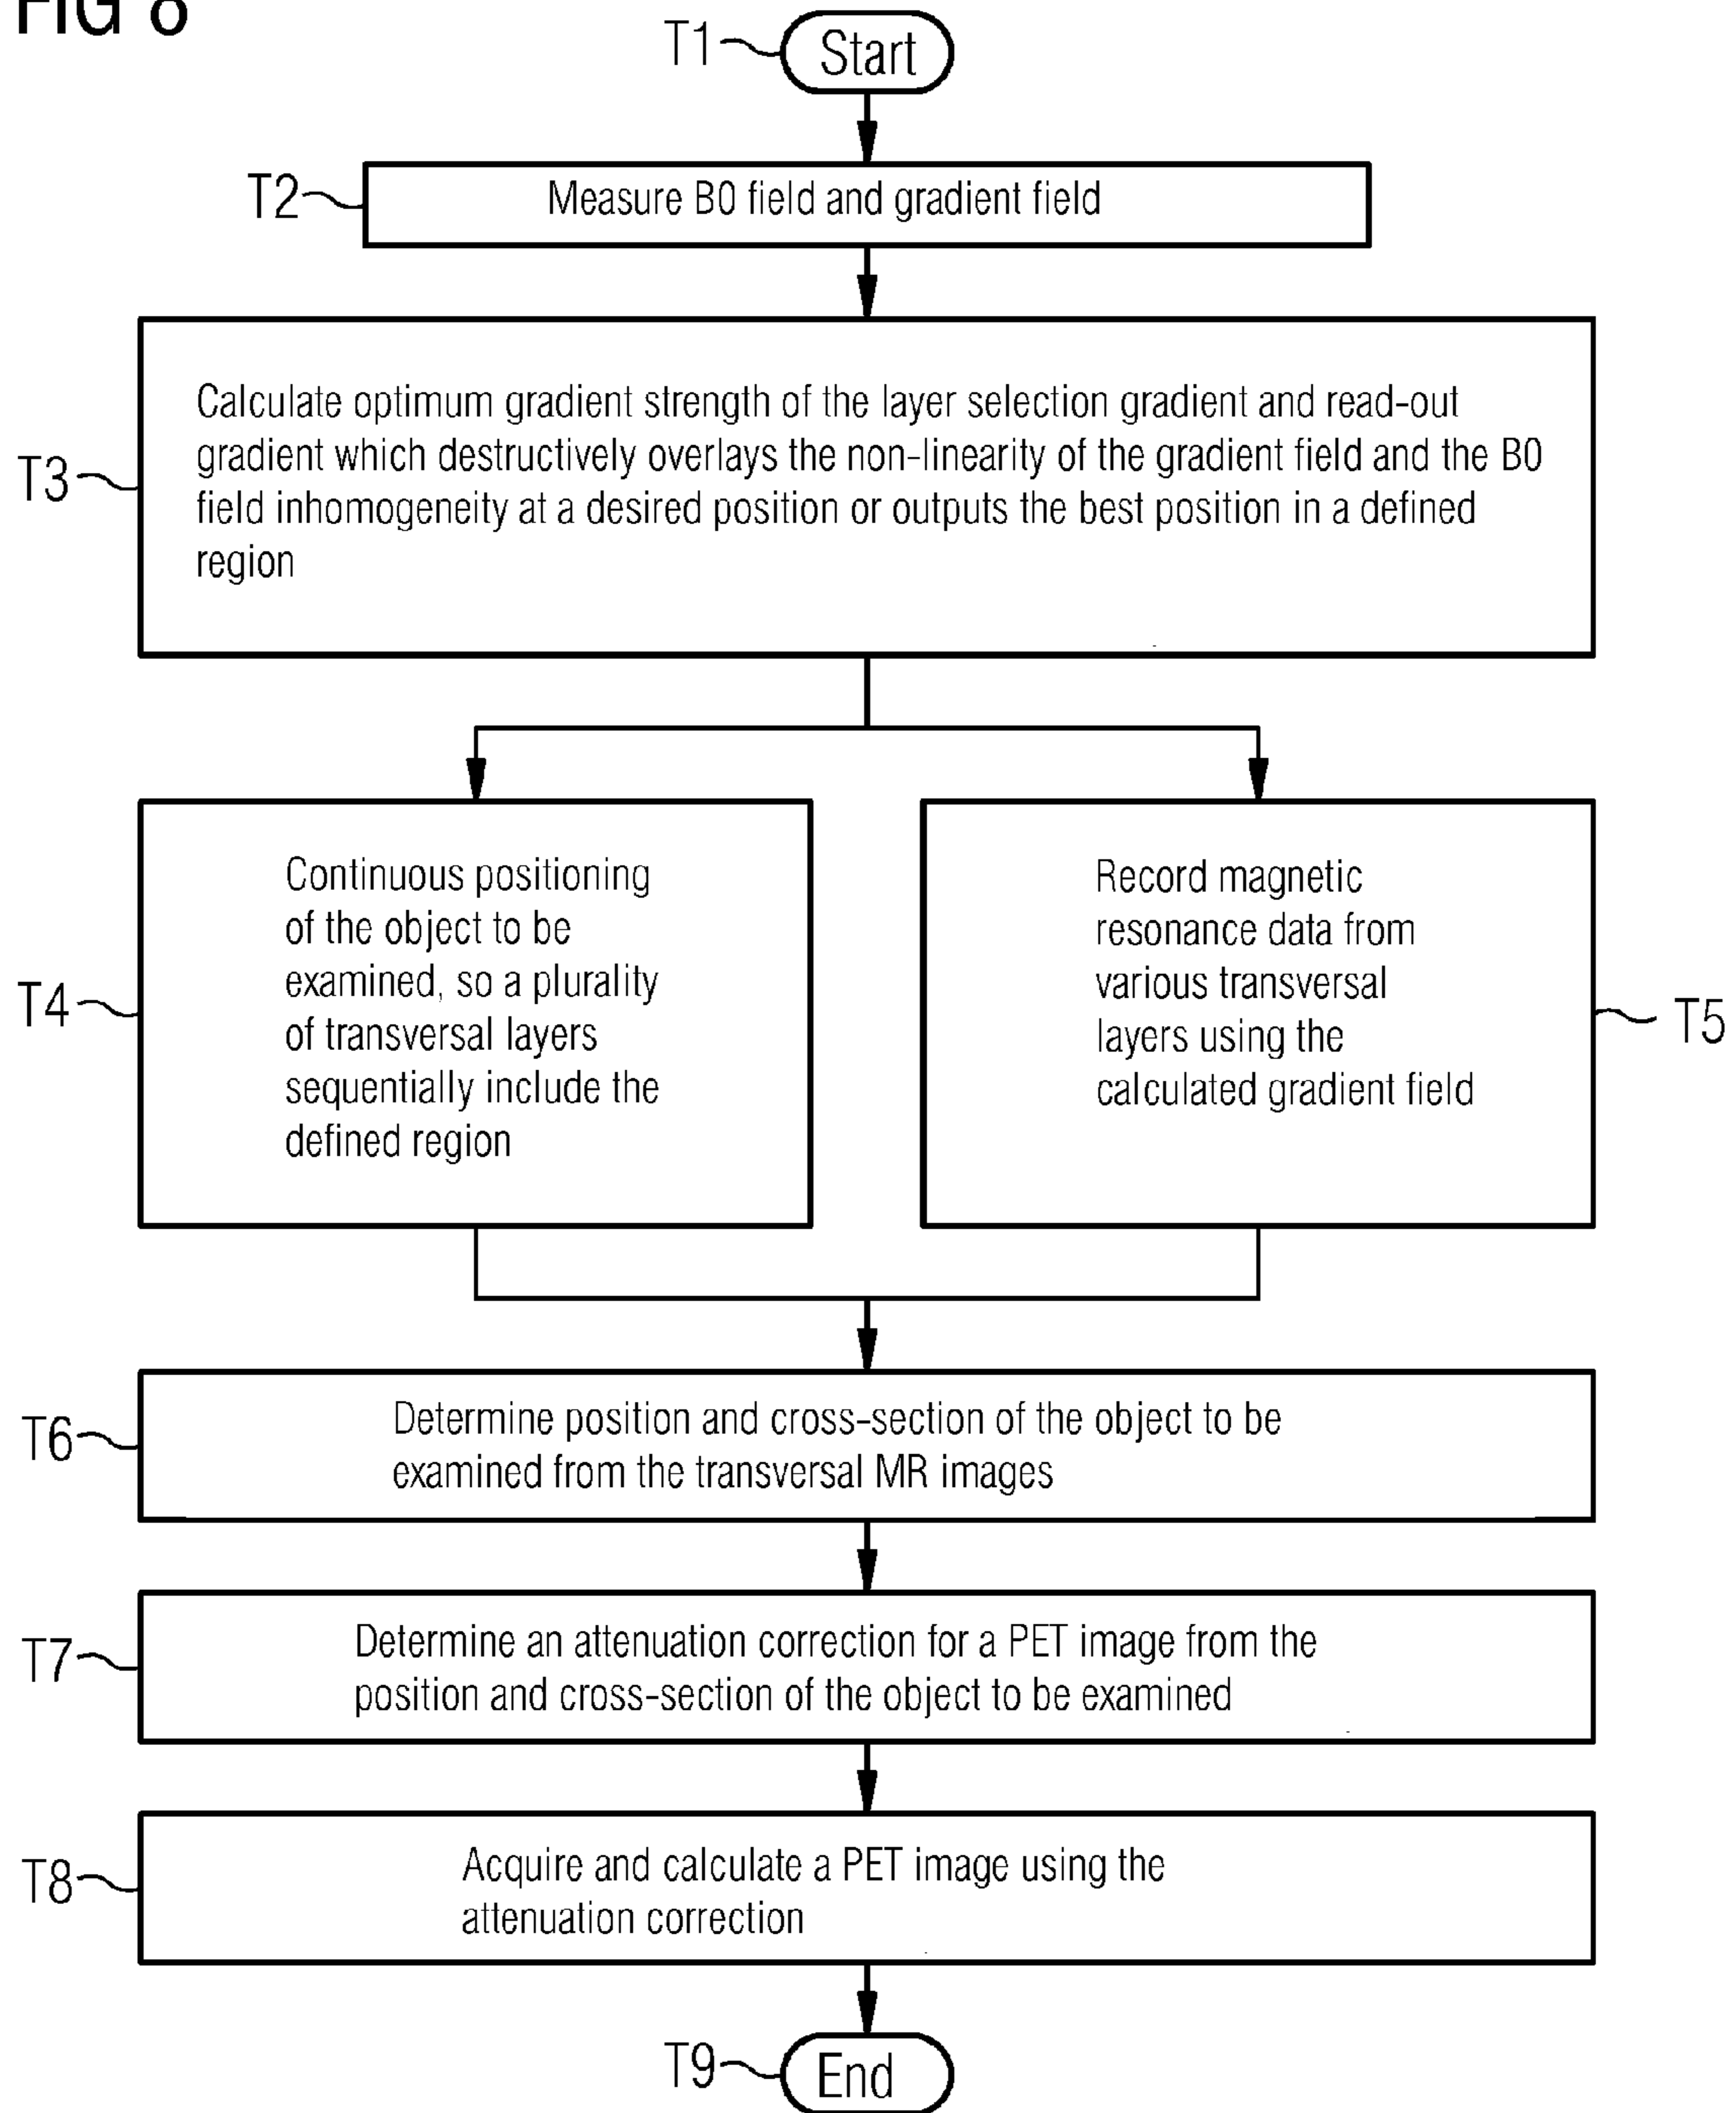 FIG 8
T1
Start
T2
Measure B0 field and gradient field
T3
Calculate optimum gradient strength of the layer selection gradient and read-out
gradient which destructively overlays the non-linearity of the gradient field and the B0
field inhomogeneity at a desired position or outputs the best position in a defined
region
T4
Continuous positioning
of the object to be
examined, so a plurality
of transversal layers
sequentially include the
defined region
Record magnetic
resonance data from
various transversal
layers using the
calculated gradient field
T5
T6
Determine position and cross-section of the object to be
examined from the transversal MR images
T7
Determine an attenuation correction for a PET image from the
position and cross-section of the object to be examined
T8
Acquire and calculate a PET image using the
attenuation correction
T9
End